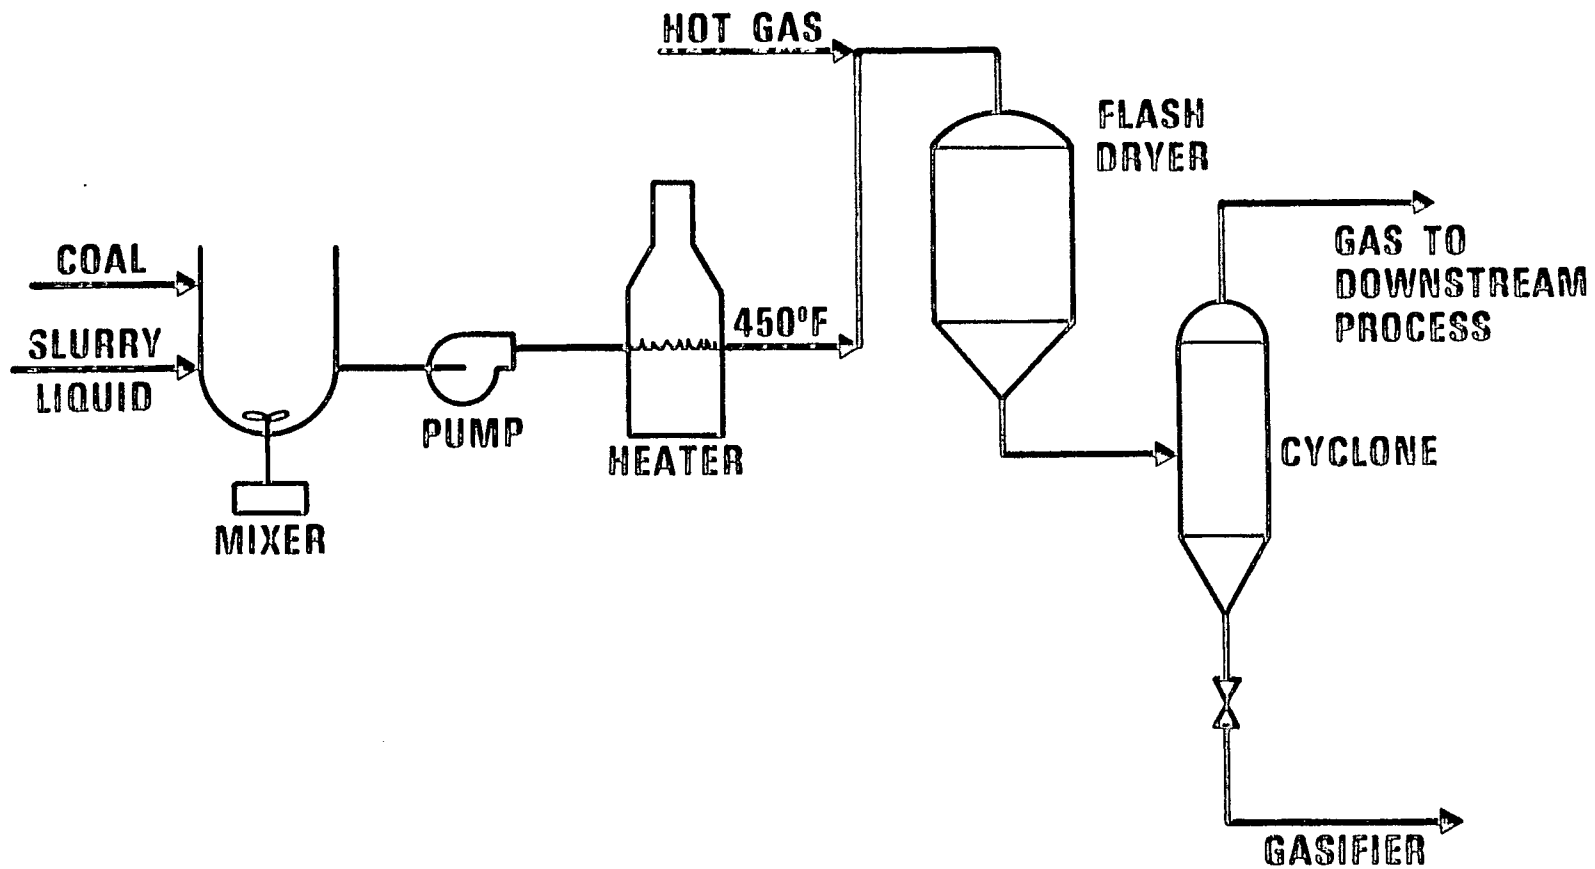 HOT GAS
FLASH
DRYER
COAL
SLURRY
LIQUID
450°F
GAS TO
DOWNSTREAM
PROCESS
PUMP
HEATER
CYCLONE
MIXER
GASIFIER